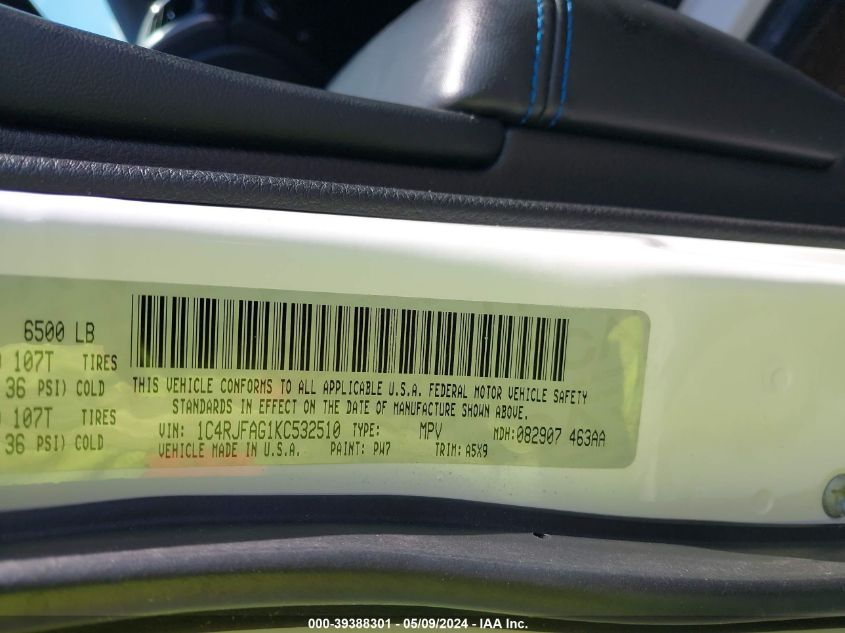 6500 LB
107T TIRES
36 PSI) COLD
107T TIRES
36 PSI) COLD
THIS VEHICLE CONFORMS TO ALL APPLICABLE U.S.A. FEDERAL MOTOR VEHICLE SAFETY
STANDARDS IN EFFECT ON THE DATE OF MANUFACTURE SHOWN ABOVE.
VIN: 1C4RJFAG1KC532510 TYPE: MPV MDH:082907 463AA
VEHICLE MADE IN U.S.A. PAINT: PW7 TRIM: A5X9
000-39388301 - 05/09/2024 - IAA Inc.